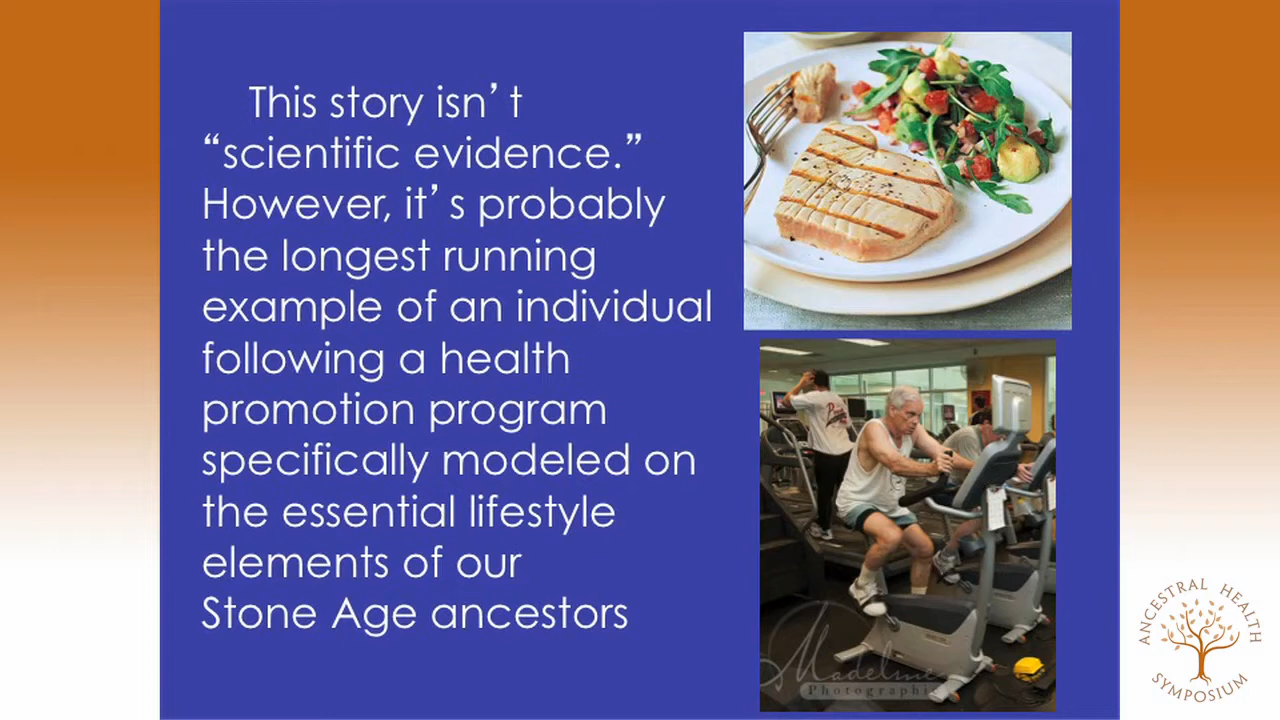 This story isn’ t
“scientific evidence.”
However, it’ s probably
the longest running
example of an individual
following a health
promotion program
specifically modeled on
the essential lifestyle
elements of our
Stone Age ancestors
ANCESTRAL HEALTH
SYMPOSIUM